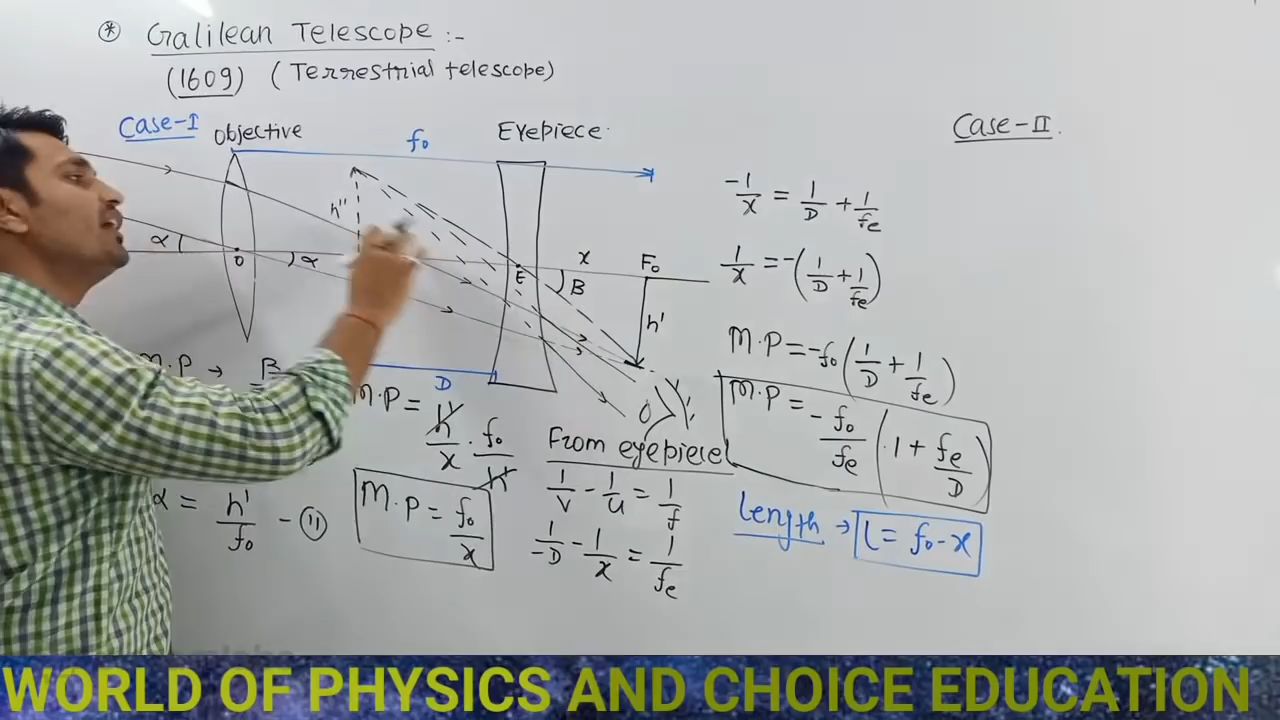 * Galilean Telescope :-
(1609) (Terrestrial telescope)
Case-I
Objective
f₀
Eyepiece
Case-II.
h''
α
O
α
E
x
β
F₀
h'
D
M.P → β
α = h'/f₀ - (11)
M.P = h'/x · f₀/h'
M.P = f₀/x
From eyepiece
1/v - 1/u = 1/f
1/-D - 1/x = 1/fe
-1/x = 1/D + 1/fe
1/x = -(1/D + 1/fe)
M.P = -f₀(1/D + 1/fe)
M.P = -f₀/fe (1 + fe/D)
Length → L = f₀ - x
WORLD OF PHYSICS AND CHOICE EDUCATION